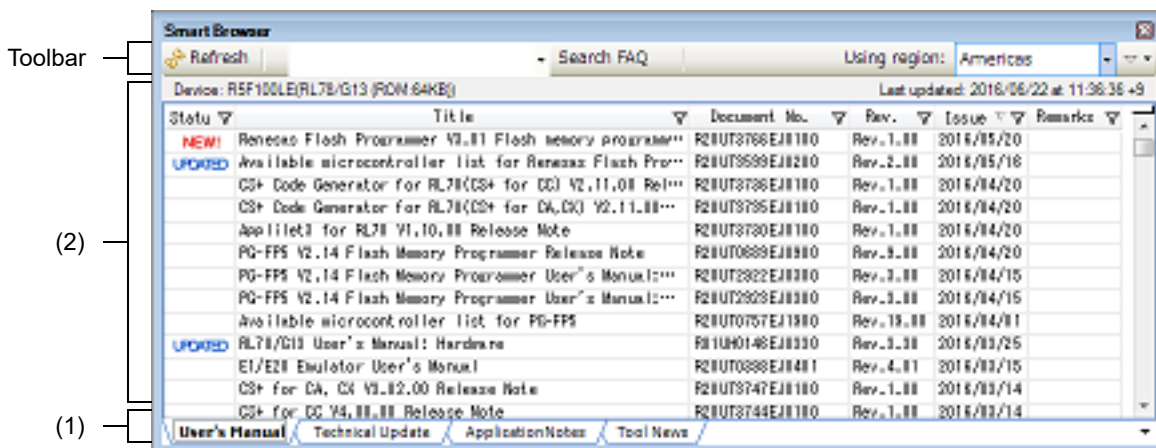 Smart Browser
Toolbar
Refresh Search FAQ Using region: Americas
Device: R5F100LE(RL78/G13 (ROM:64KB)) Last updated: 2016/06/22 at 11:36:36 +9
Statu Title Document No. Rev. Issue Remarks
NEW! Renesas Flash Programmer V3.01 Flash memory programm… R20UT3766EJ0100 Rev.1.00 2016/05/20
UPDATED Available microcontroller list for Renesas Flash Pro… R20UT3599EJ0200 Rev.2.00 2016/05/16
CS+ Code Generator for RL78(CS+ for CC) V2.11.00 Rel… R20UT3736EJ0100 Rev.1.00 2016/04/20
CS+ Code Generator for RL78(CS+ for CA,CX) V2.11.00… R20UT3735EJ0100 Rev.1.00 2016/04/20
Applilet3 for RL78 V1.10.00 Release Note R20UT3730EJ0100 Rev.1.00 2016/04/20
PG-FP5 V2.14 Flash Memory Programmer Release Note Rev.9.00 2016/04/20
PG-FP5 V2.14 Flash Memory Programmer User's Manual:… R20UT2922EJ0300 Rev.3.00 2016/04/15
PG-FP5 V2.14 Flash Memory Programmer User's Manual:… R20UT2923EJ0300 Rev.3.00 2016/04/15
(2)
Available microcontroller list for PG-FP5 R20UT0757EJ1900 2016/04/01
UPDATED RL78/G13 User's Manual: Hardware R01UH0146EJ0330 Rev.3.30 2016/03/25
E1/E20 Emulator User's Manual R20UT0398EJ0401 Rev.4.01 2016/03/15
CS+ for CA, CX V3.02.00 Release Note R20UT3747EJ0100 Rev.1.00 2016/03/14
CS+ for CC V4.00.00 Release Note R20UT3744EJ0100 Rev.1.00 2016/03/14
(1)
User's Manual Technical Update Application Notes Tool News